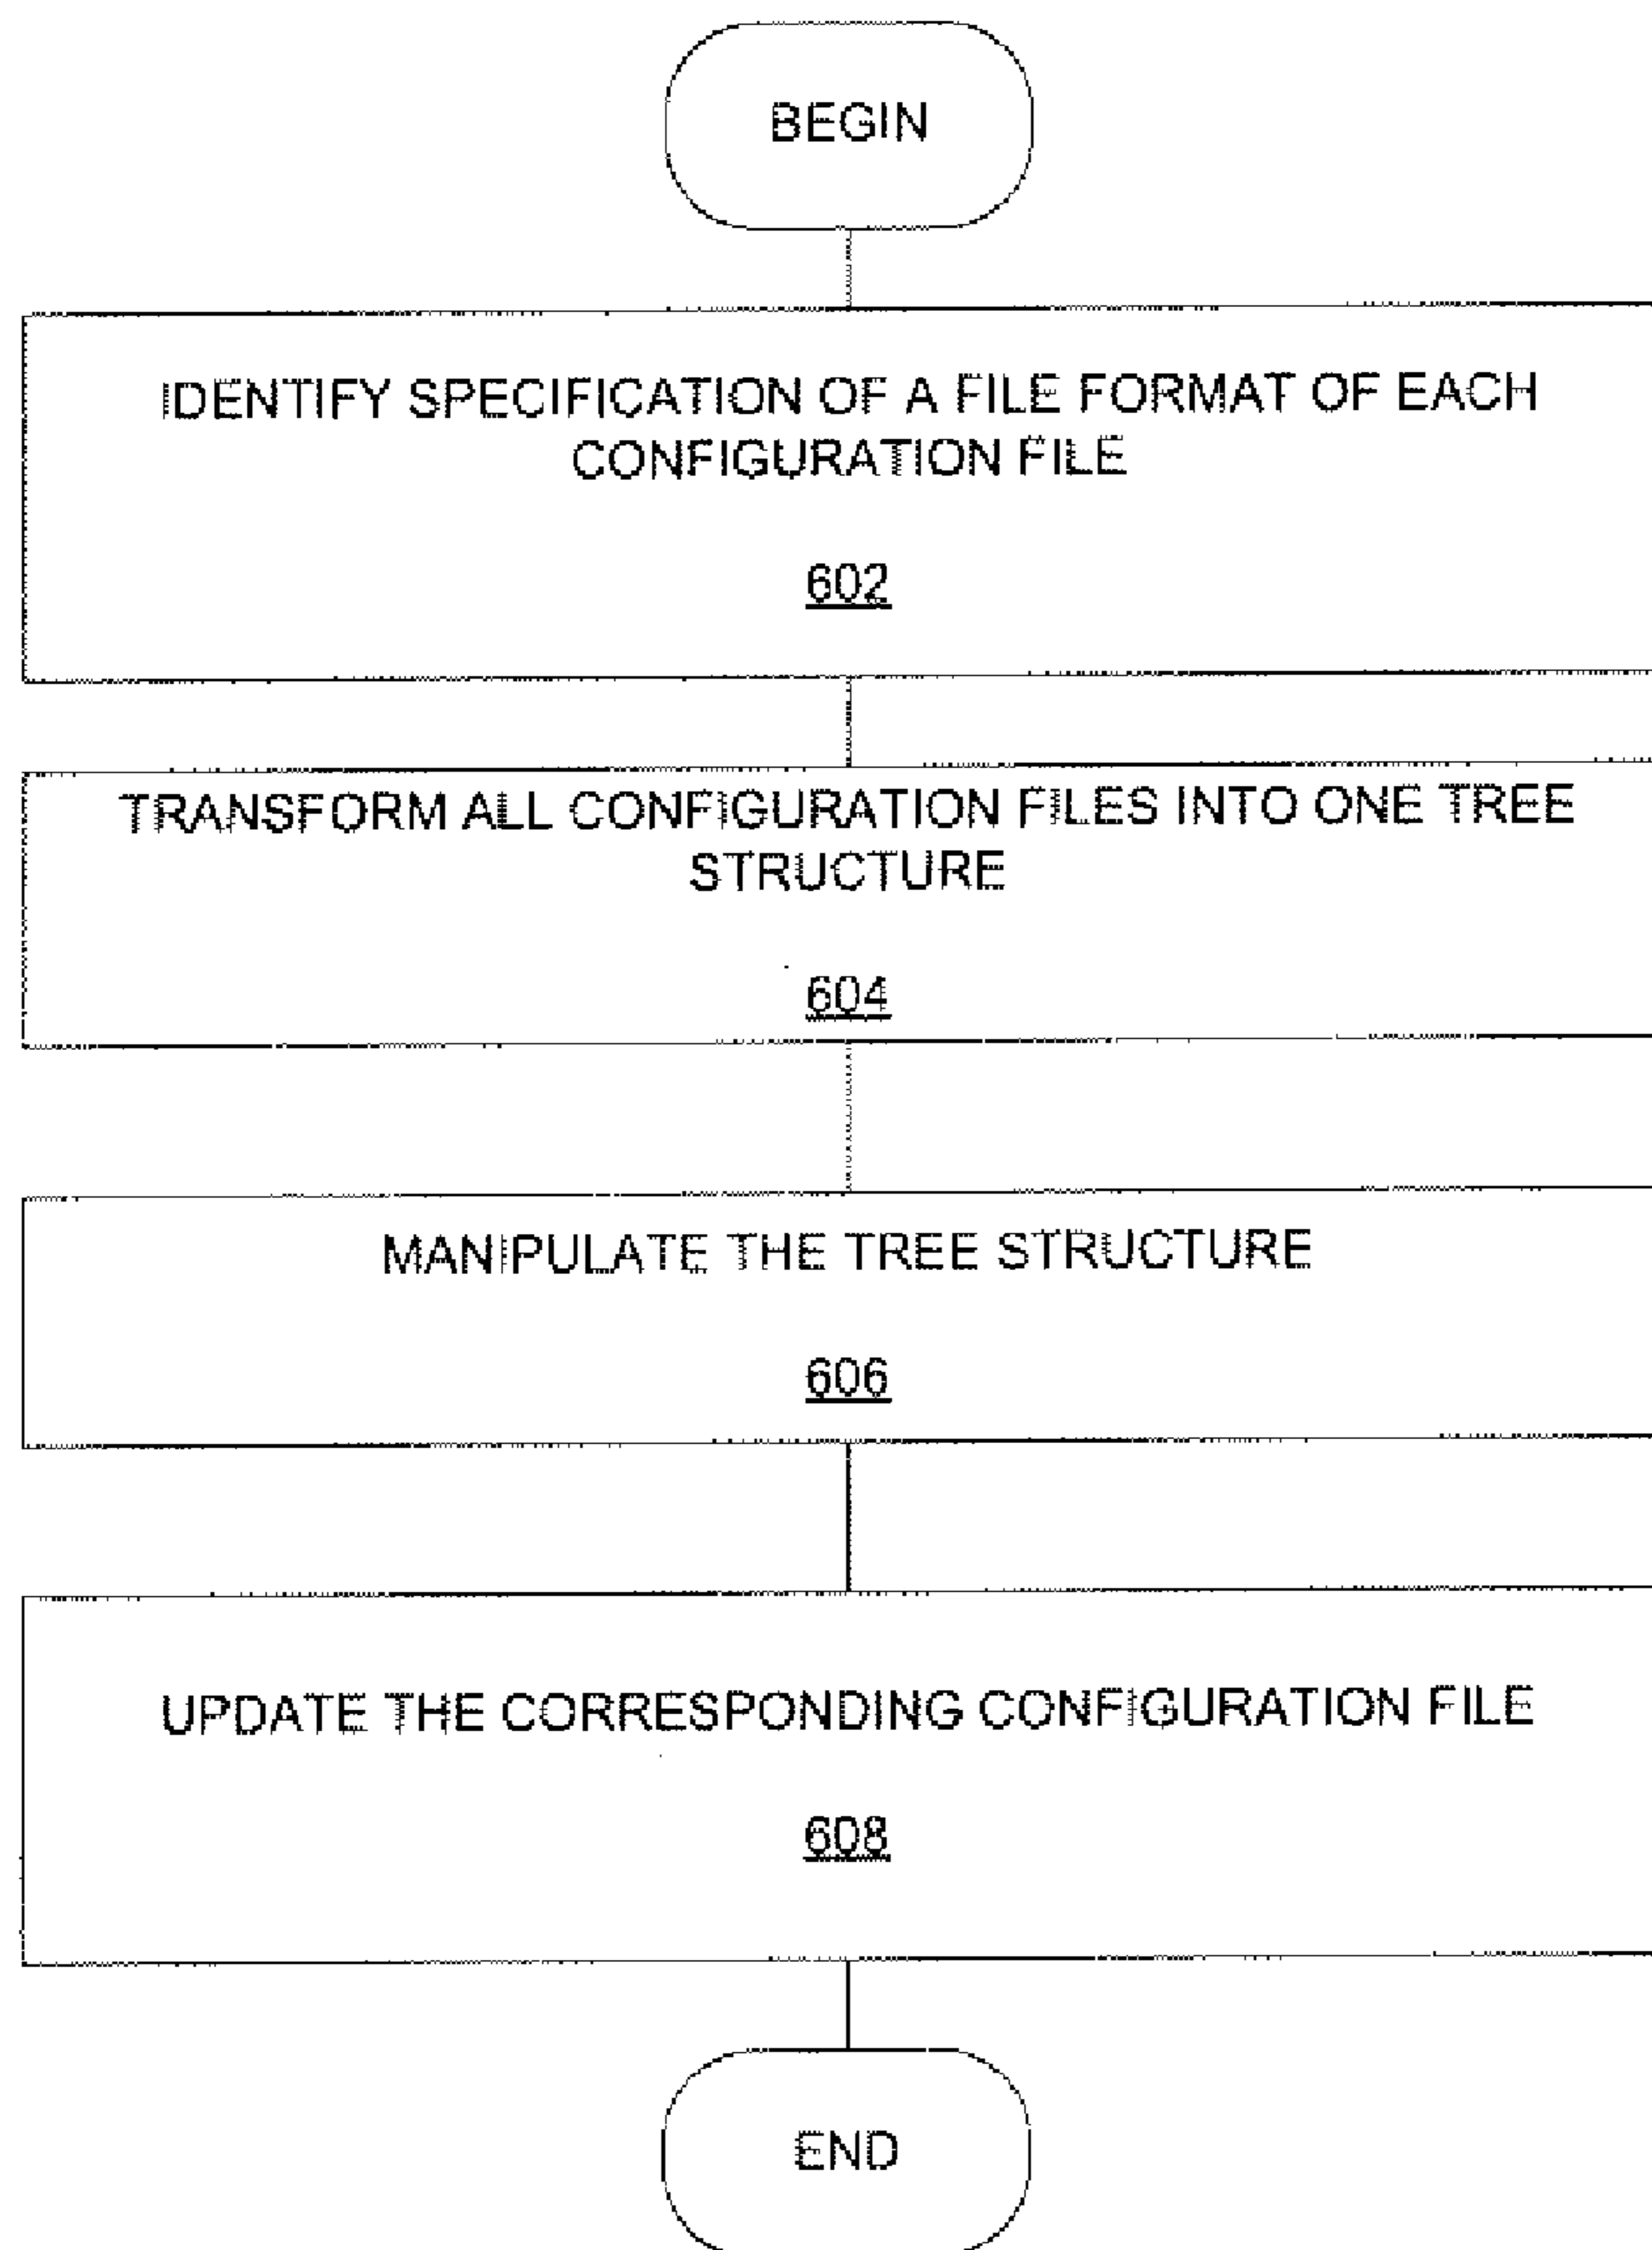 BEGIN
IDENTIFY SPECIFICATION OF A FILE FORMAT OF EACH
CONFIGURATION FILE
602
TRANSFORM ALL CONFIGURATION FILES INTO ONE TREE
STRUCTURE
604
MANIPULATE THE TREE STRUCTURE
606
UPDATE THE CORRESPONDING CONFIGURATION FILE
608
END